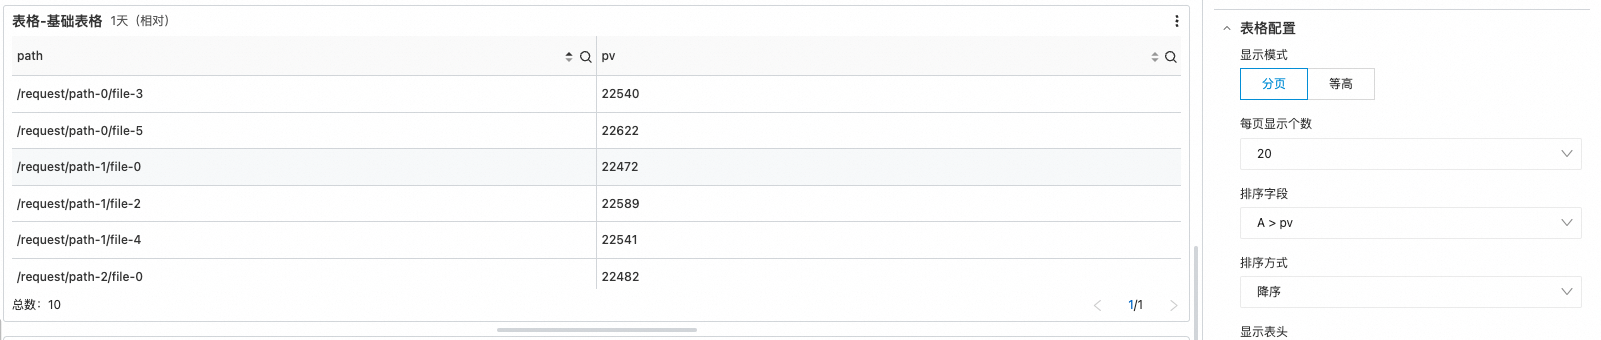 表格-基础表格 1天（相对）
path pv
/request/path-0/file-3 22540
/request/path-0/file-5 22622
/request/path-1/file-0 22472
/request/path-1/file-2 22589
/request/path-1/file-4 22541
/request/path-2/file-0 22482
总数：10 1/1
表格配置
显示模式
分页 等高
每页显示个数
20
排序字段
A > pv
排序方式
降序
显示表头